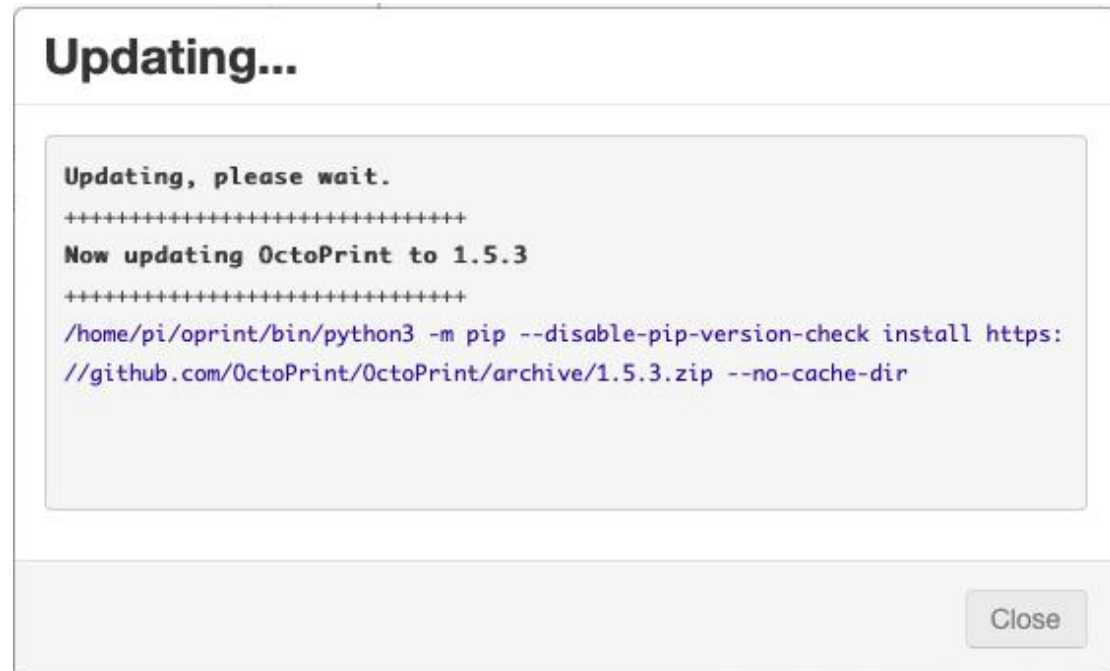 Updating...
Updating, please wait.
+++++++++++++++++++++++++++++++
Now updating OctoPrint to 1.5.3
+++++++++++++++++++++++++++++++
/home/pi/oprint/bin/python3 -m pip --disable-pip-version-check install https:
//github.com/OctoPrint/OctoPrint/archive/1.5.3.zip --no-cache-dir
Close